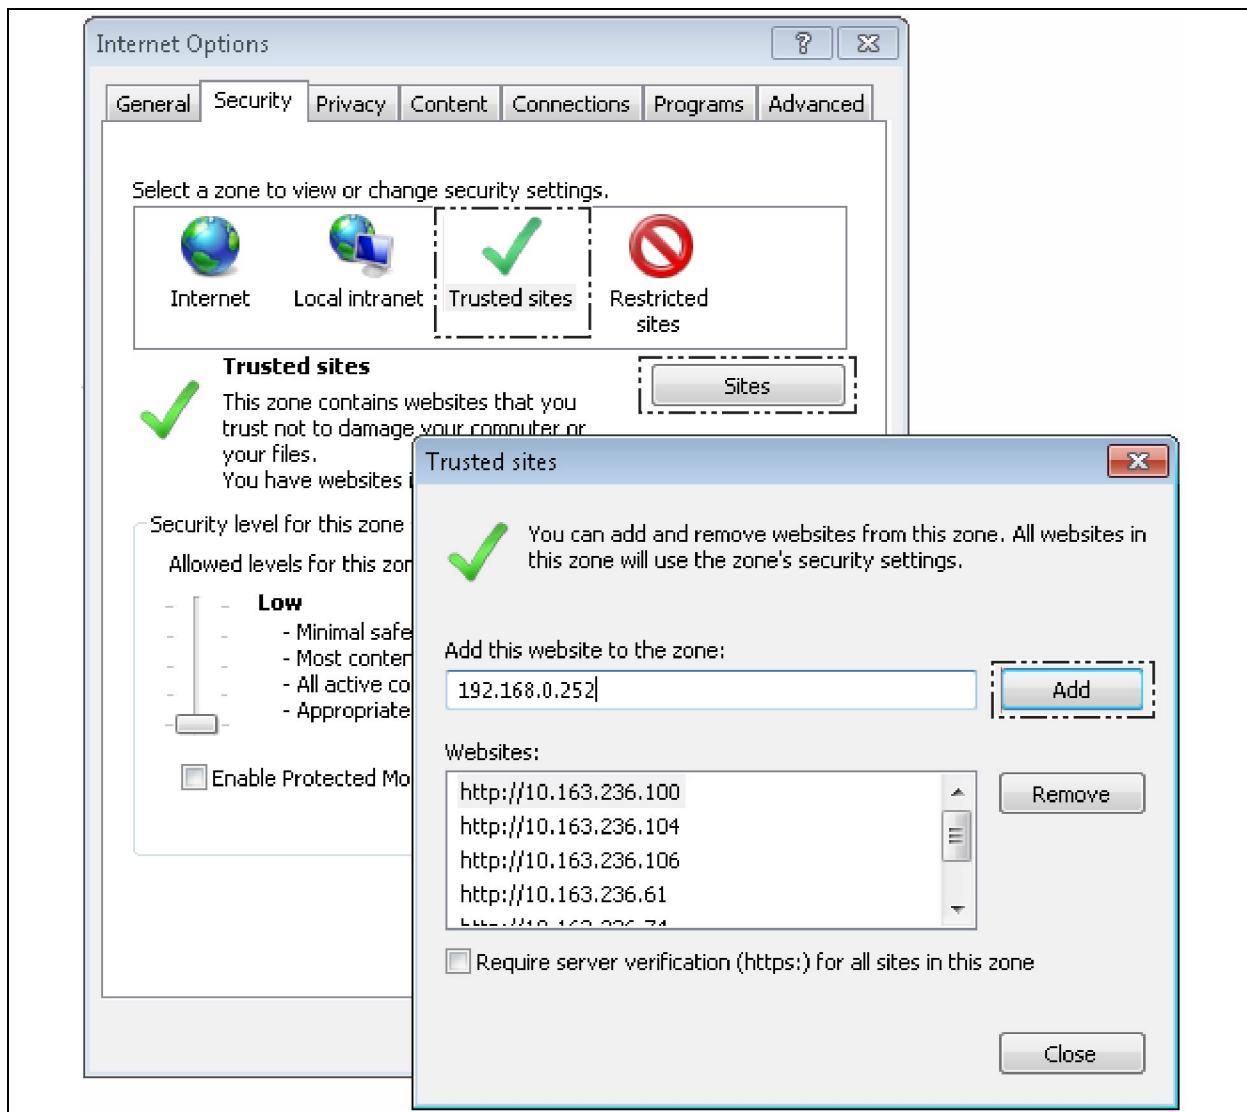 Internet Options
General Security Privacy Content Connections Programs Advanced
Select a zone to view or change security settings.
Internet Local intranet Trusted sites Restricted sites
Trusted sites
Sites
This zone contains websites that you
trust not to damage your computer or
your files.
You have websites
Security level for this zone
Allowed levels for this
Low
- Minimal
- Most
- All active
- Appropriate
Enable Protected
Trusted sites
You can add and remove websites from this zone. All websites in
this zone will use the zone's security settings.
Add this website to the zone:
192.168.0.252
Add
Websites:
http://10.163.236.100
Remove
http://10.163.236.104
http://10.163.236.106
http://10.163.236.61
Require server verification (https:) for all sites in this zone
Close